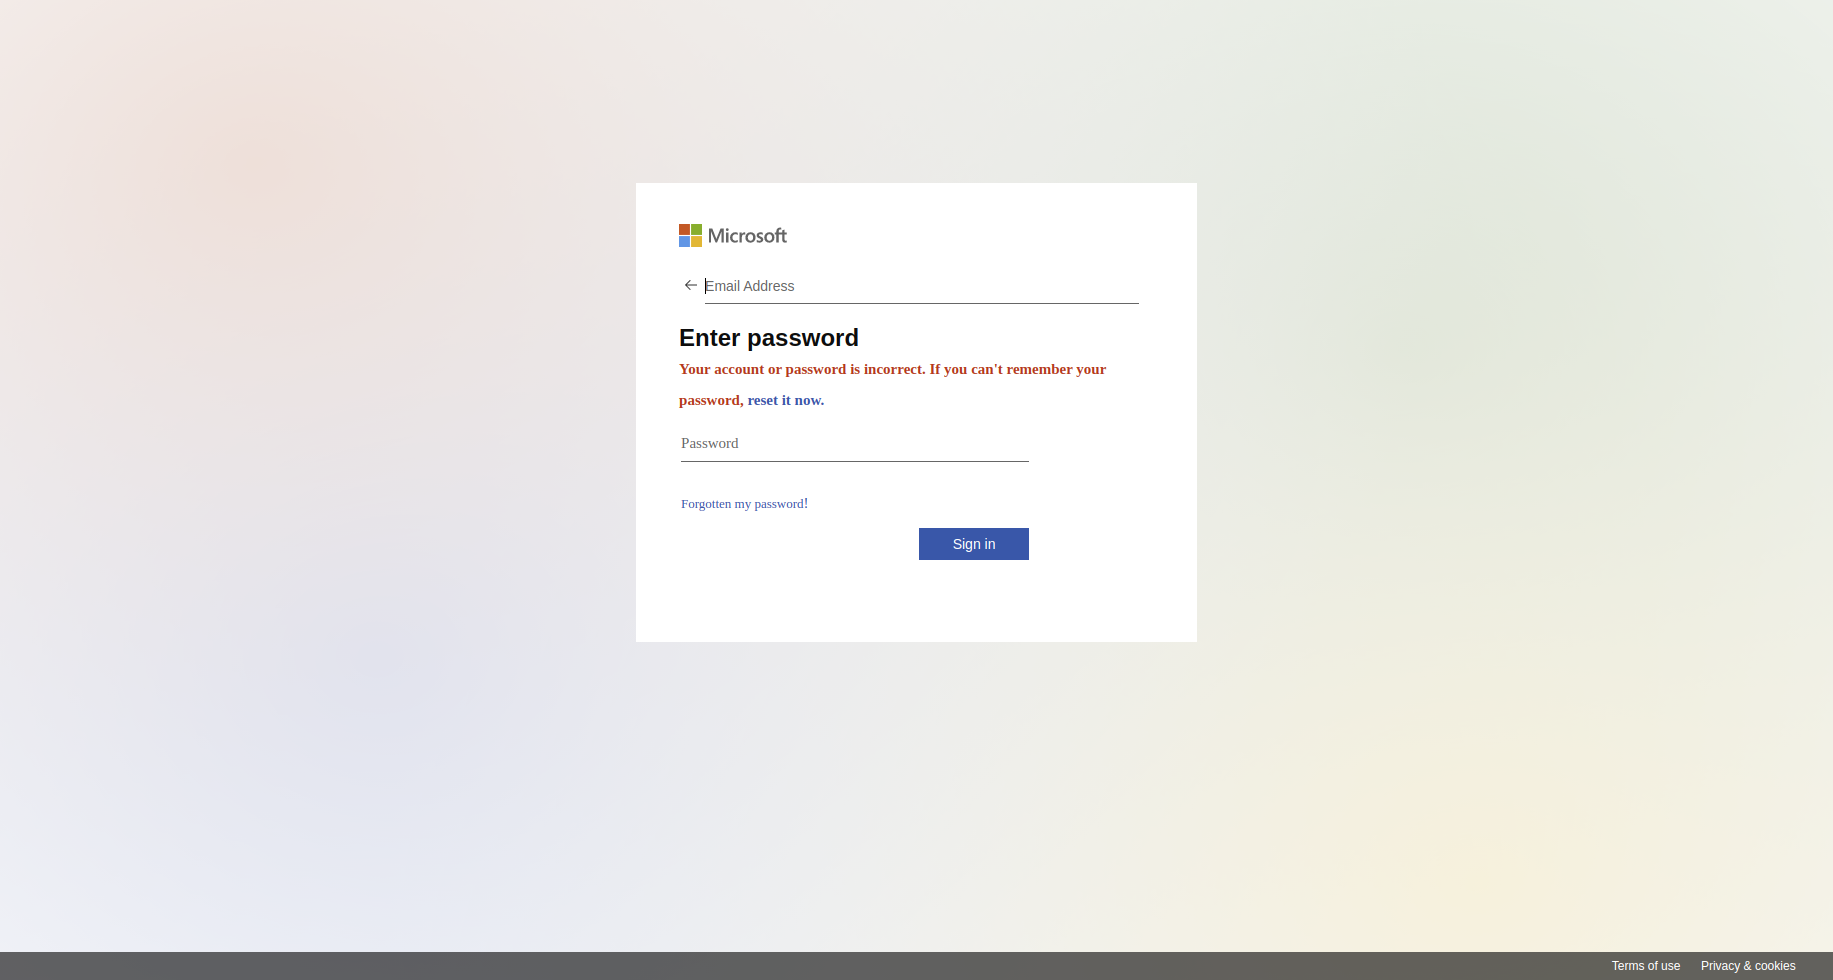 Microsoft
Email Address
Enter password
Your account or password is incorrect. If you can't remember your
password, reset it now.
Password
Forgotten my password!
Sign in
Terms of use Privacy & cookies